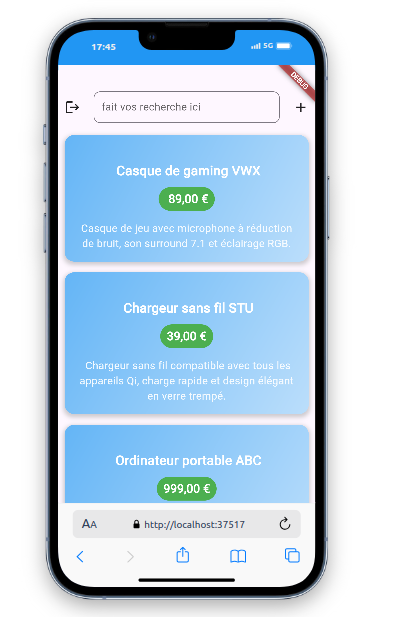 17:45
5G
DEBUG
fait vos recherche ici
+
Casque de gaming VWX
89,00 €
Casque de jeu avec microphone à réduction
de bruit, son surround 7.1 et éclairage RGB.
Chargeur sans fil STU
39,00 €
Chargeur sans fil compatible avec tous les
appareils Qi, charge rapide et design élégant
en verre trempé.
Ordinateur portable ABC
999,00 €
AA http://localhost:37517